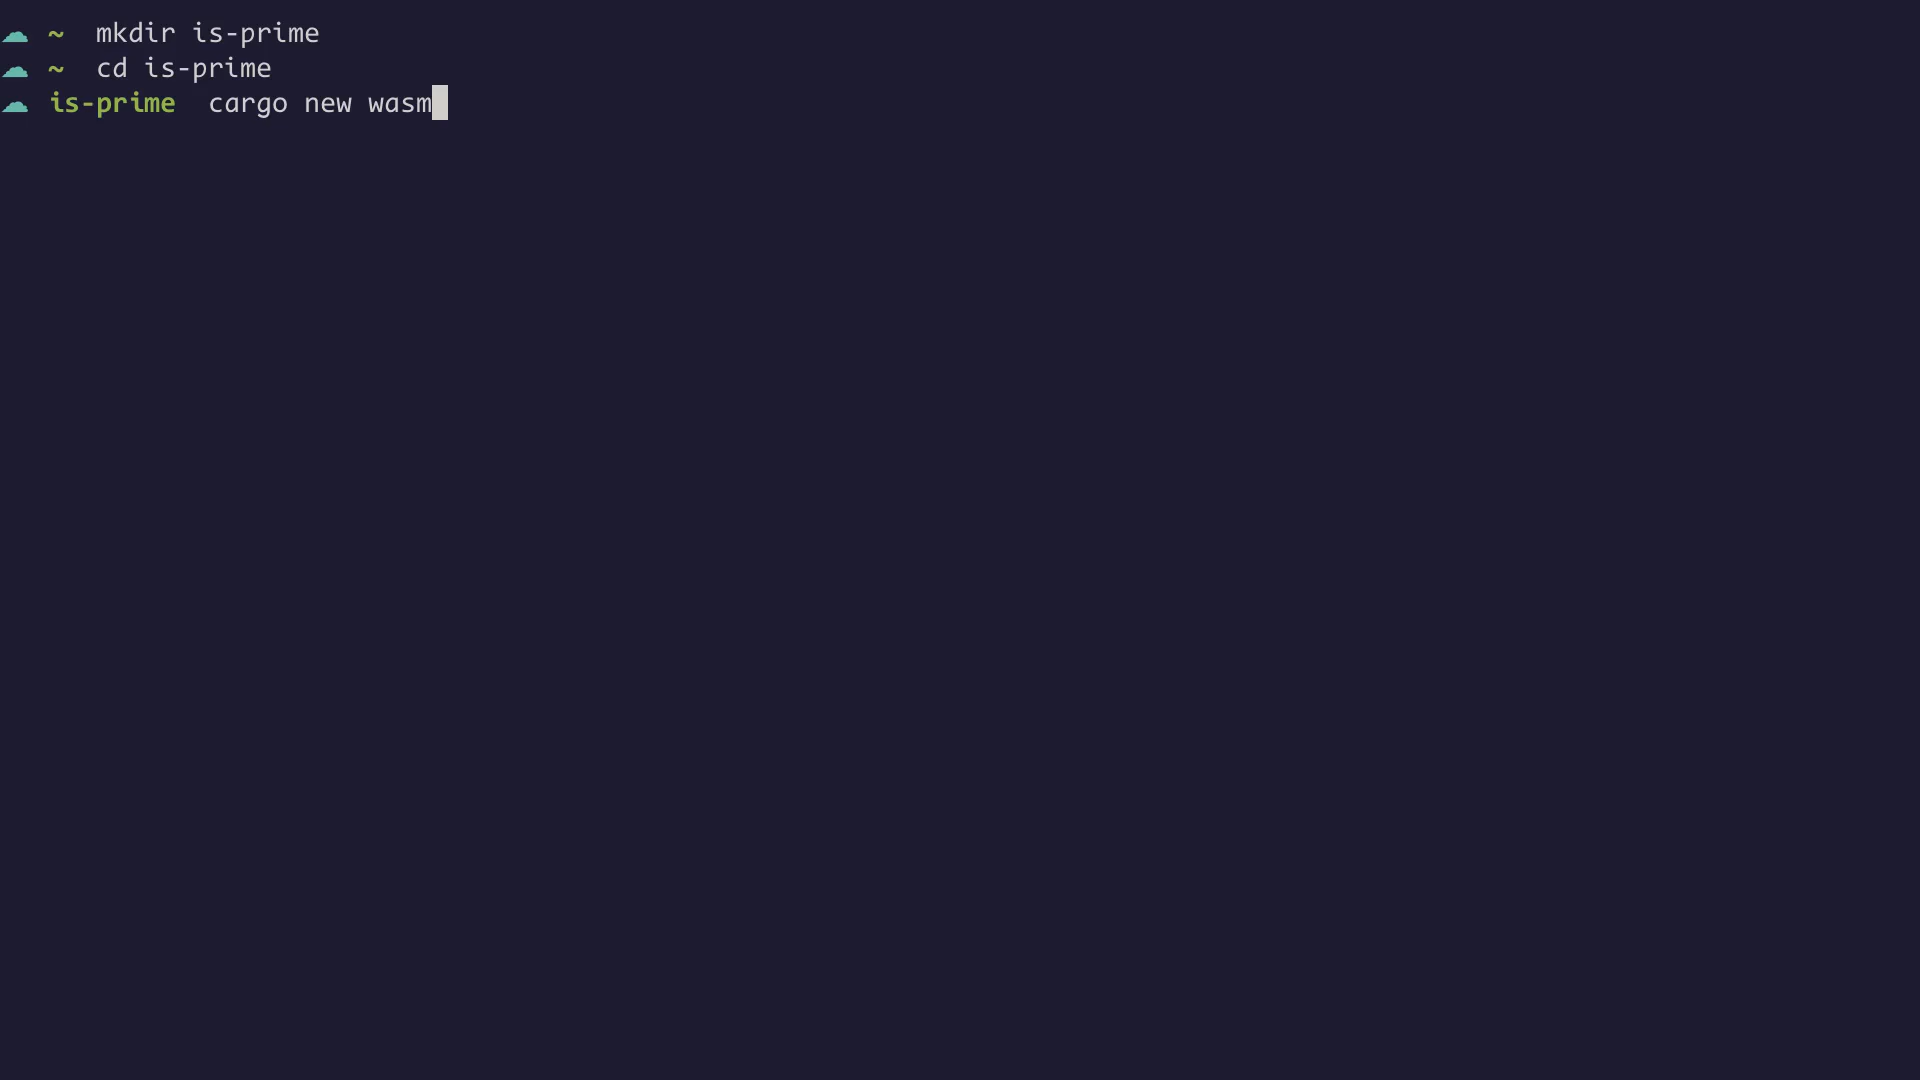 ☁ ~ mkdir is-prime
☁ ~ cd is-prime
☁ is-prime cargo new wasm